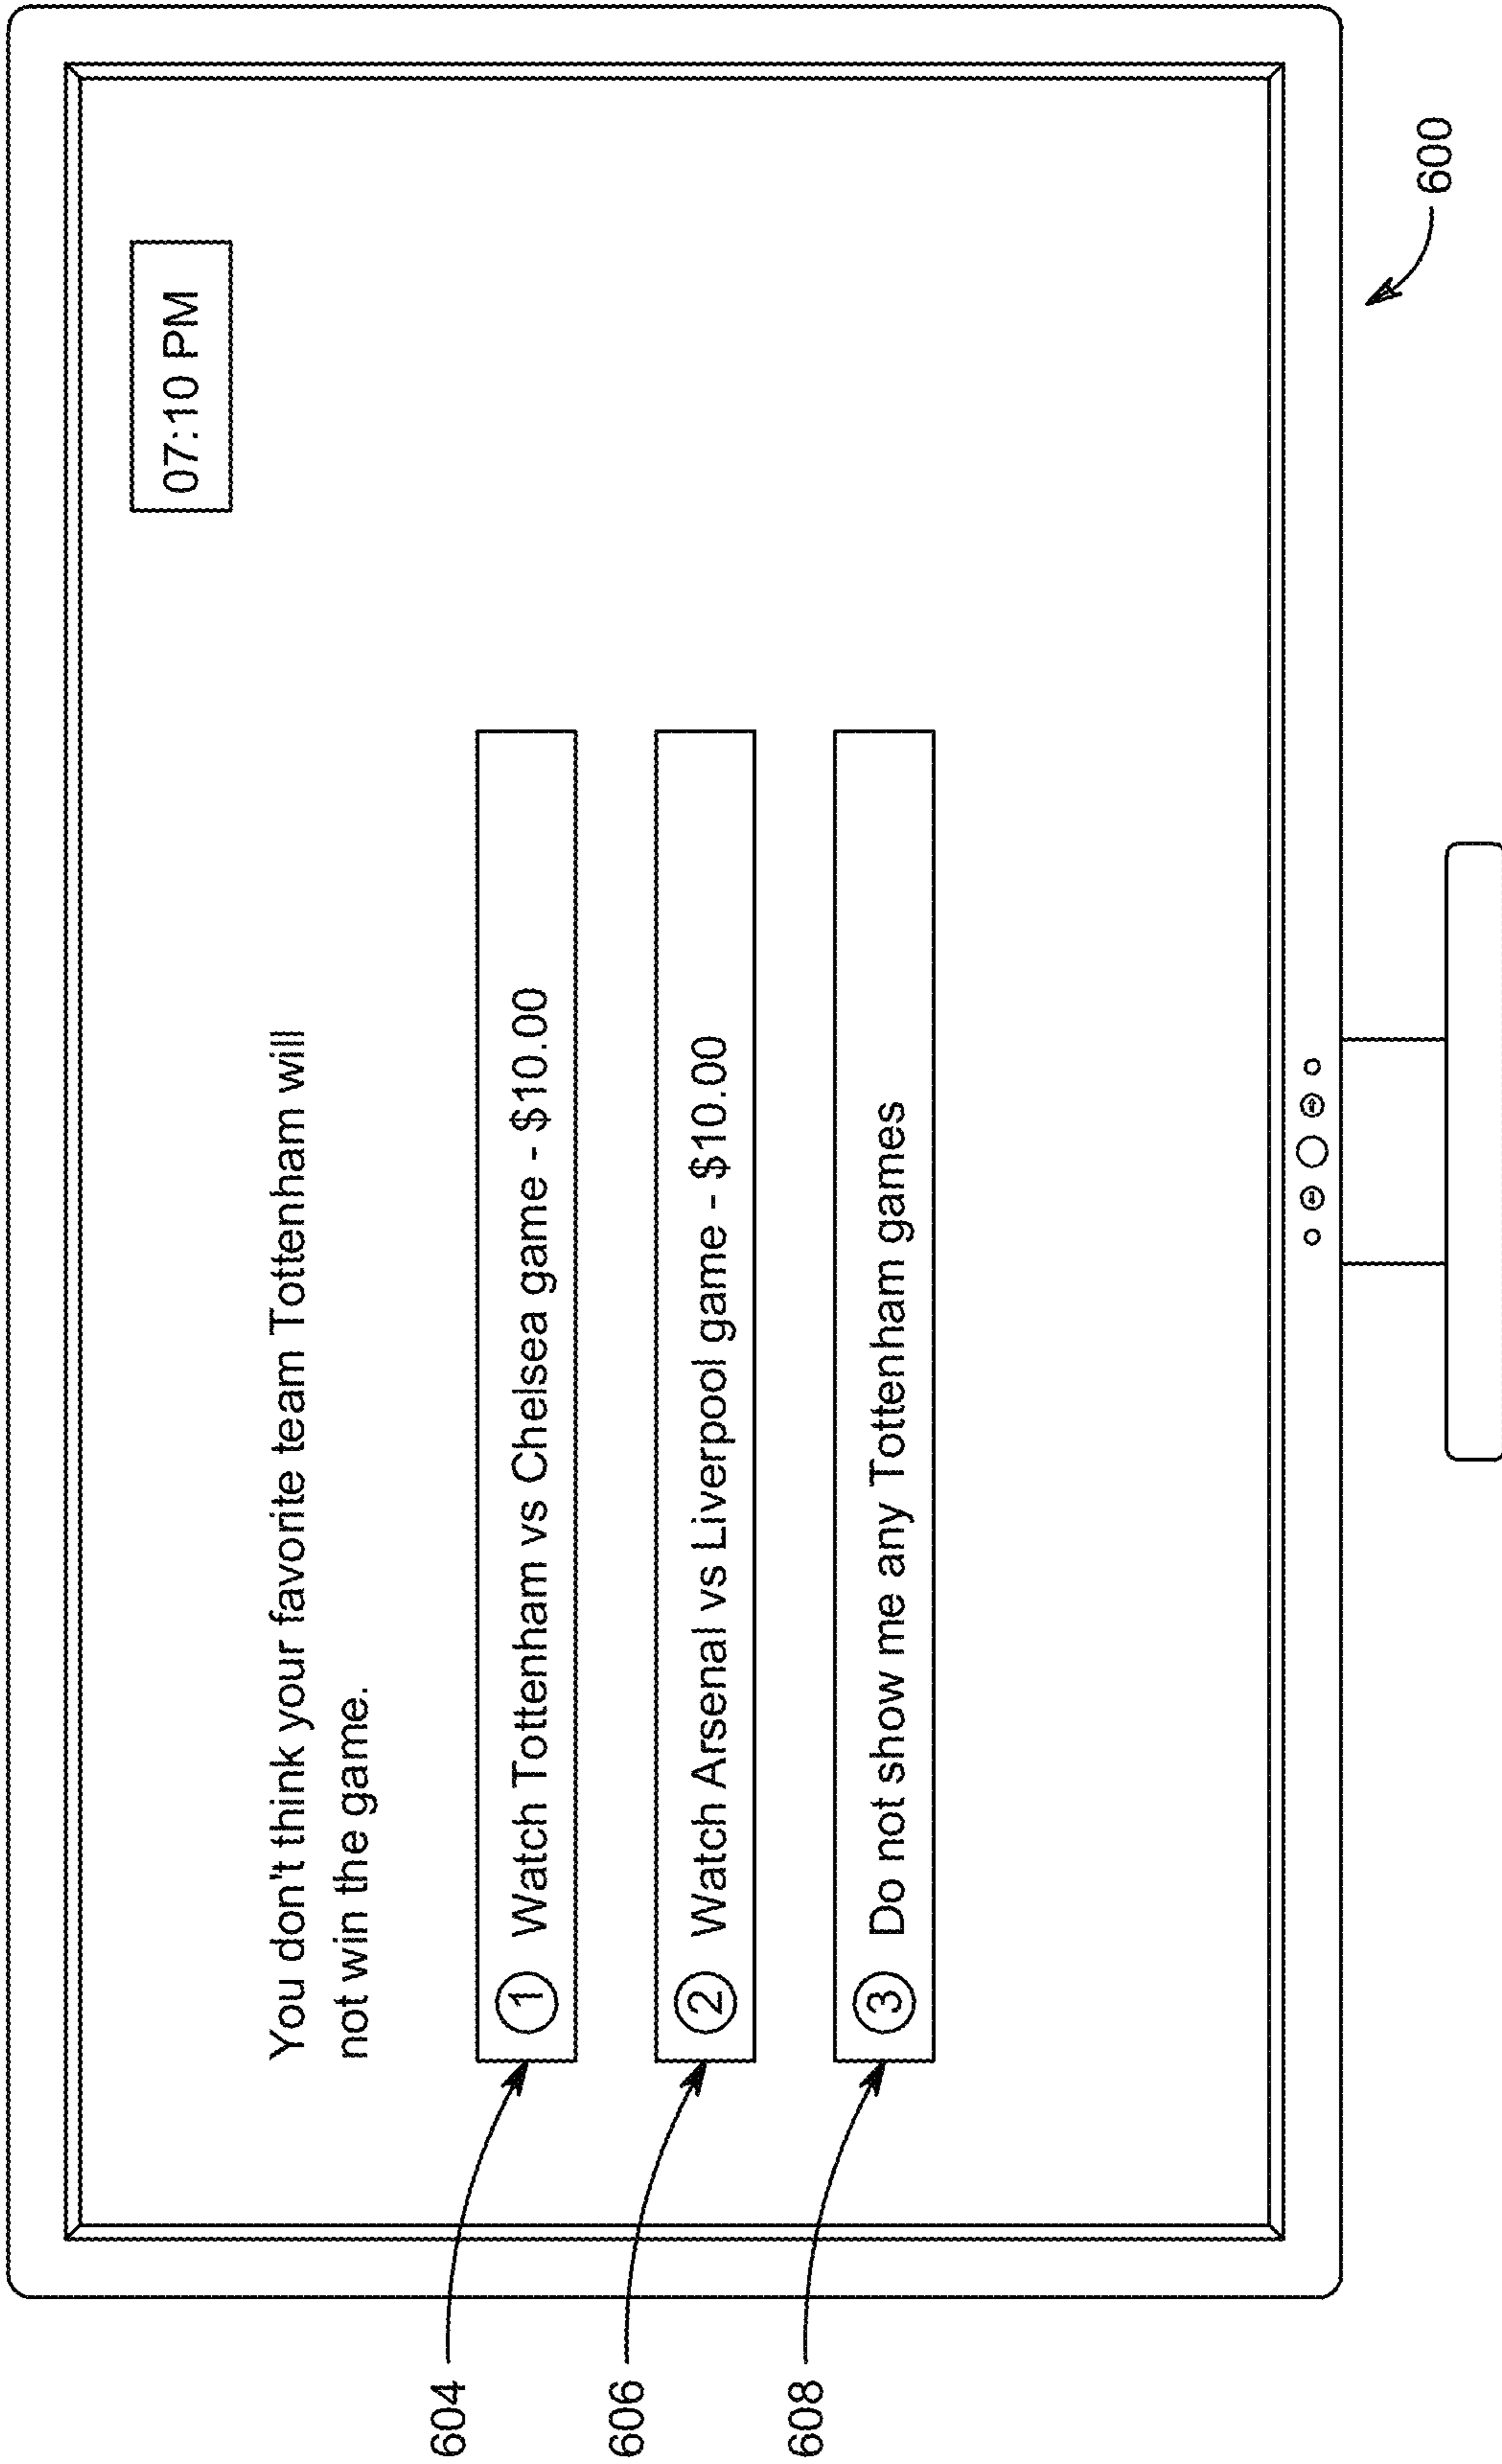 07:10 PM
You don't think your favorite team Tottenham will
not win the game.
604
1 Watch Tottenham vs Chelsea game - $10.00
606
2 Watch Arsenal vs Liverpool game - $10.00
608
3 Do not show me any Tottenham games
600